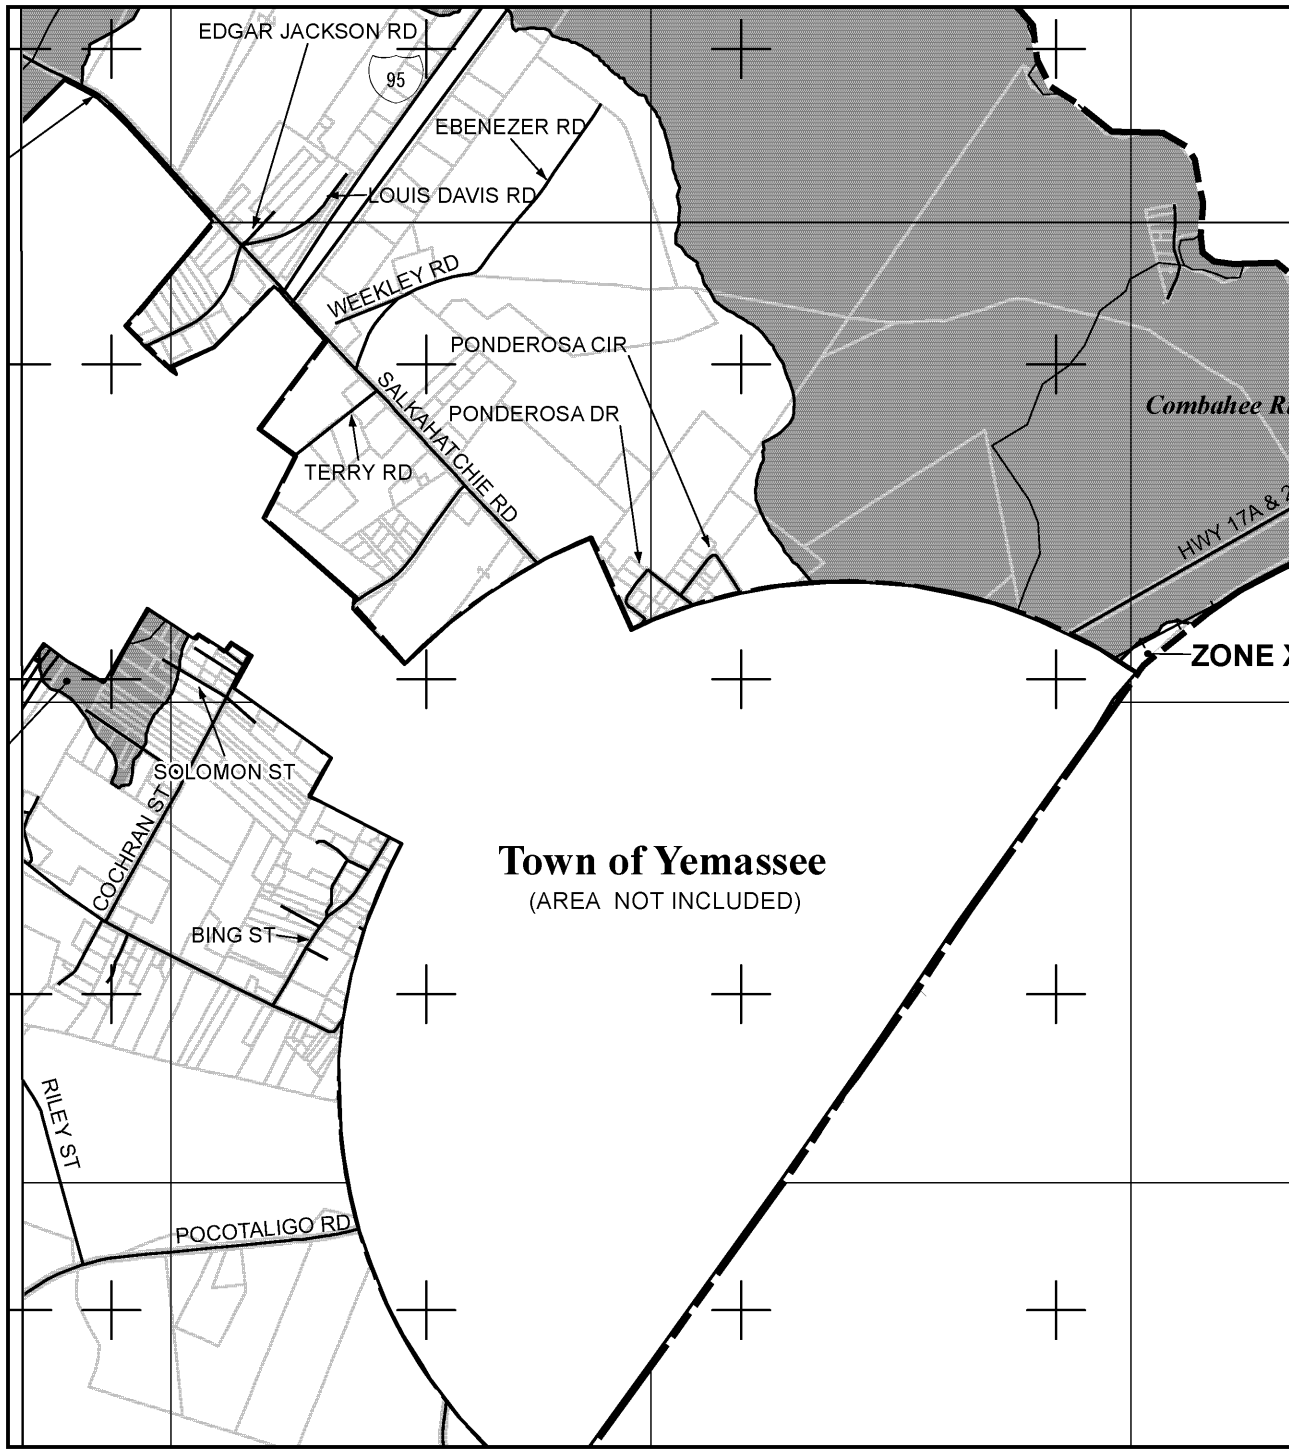 EDGAR JACKSON RD
95
EBENEZER RD
LOUIS DAVIS RD
WEEKLEY RD
PONDEROSA CIR
SALKAHATCHIE RD
PONDEROSA DR
Combahee
TERRY RD
HWY 17A & 2
ZONE X
SOLOMON ST
COCHRAN ST
Town of Yemassee
(AREA NOT INCLUDED)
BING ST
RILEY ST
POCOTALIGO RD